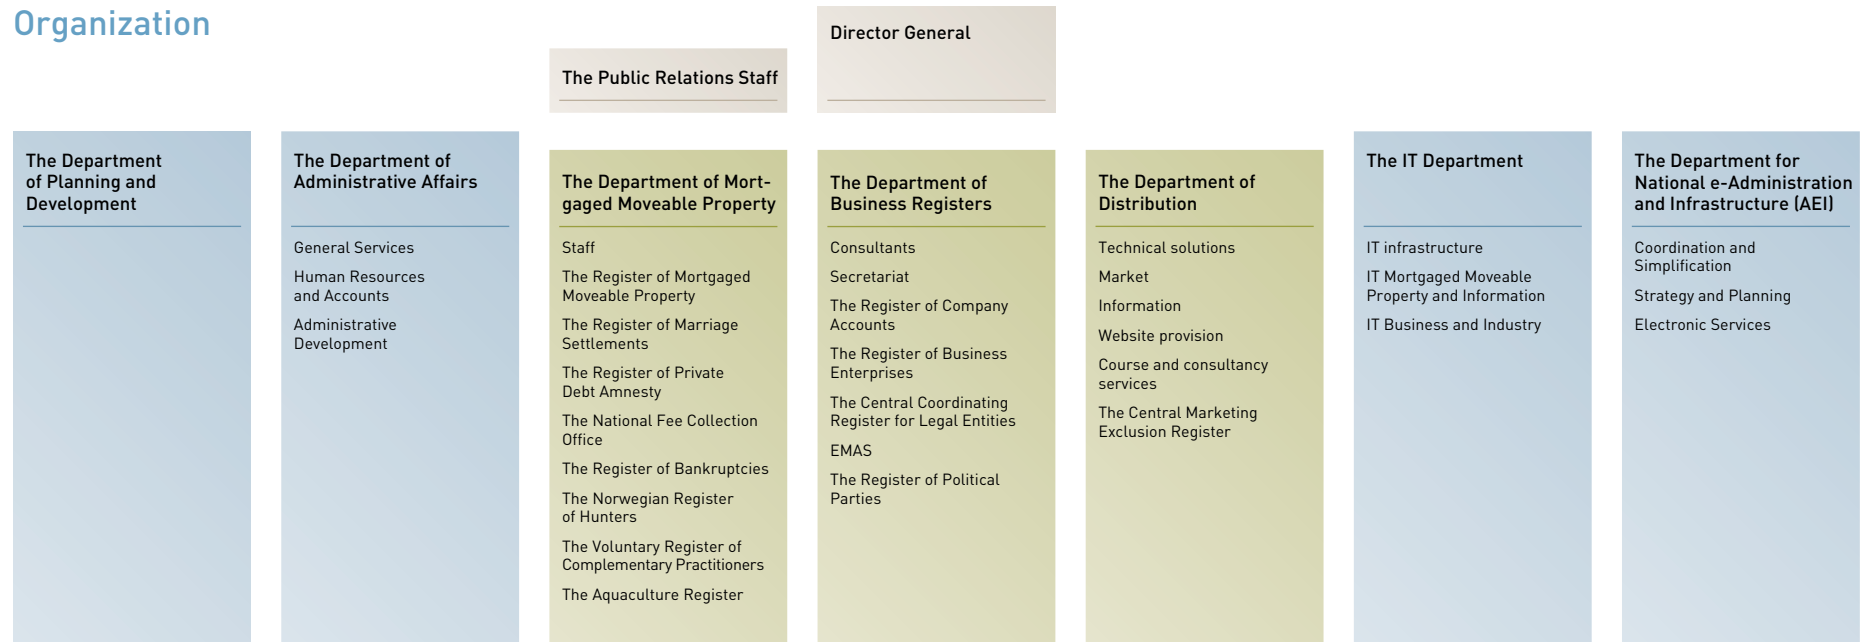 Organization
Director General
The Public Relations Staff
The Department
of Planning and
Development
The Department of
Administrative Affairs
General Services
Human Resources
and Accounts
Administrative
Development
The Department of Mort-
gaged Moveable Property
Staff
The Register of Mortgaged
Moveable Property
The Register of Marriage
Settlements
The Register of Private
Debt Amnesty
The National Fee Collection
Office
The Register of Bankruptcies
The Norwegian Register
of Hunters
The Voluntary Register of
Complementary Practitioners
The Aquaculture Register
The Department of
Business Registers
Consultants
Secretariat
The Register of Company
Accounts
The Register of Business
Enterprises
The Central Coordinating
Register for Legal Entities
EMAS
The Register of Political
Parties
The Department of
Distribution
Technical solutions
Market
Information
Website provision
Course and consultancy
services
The Central Marketing
Exclusion Register
The IT Department
IT infrastructure
IT Mortgaged Moveable
Property and Information
IT Business and Industry
The Department for
National e-Administration
and Infrastructure (AEI)
Coordination and
Simplification
Strategy and Planning
Electronic Services